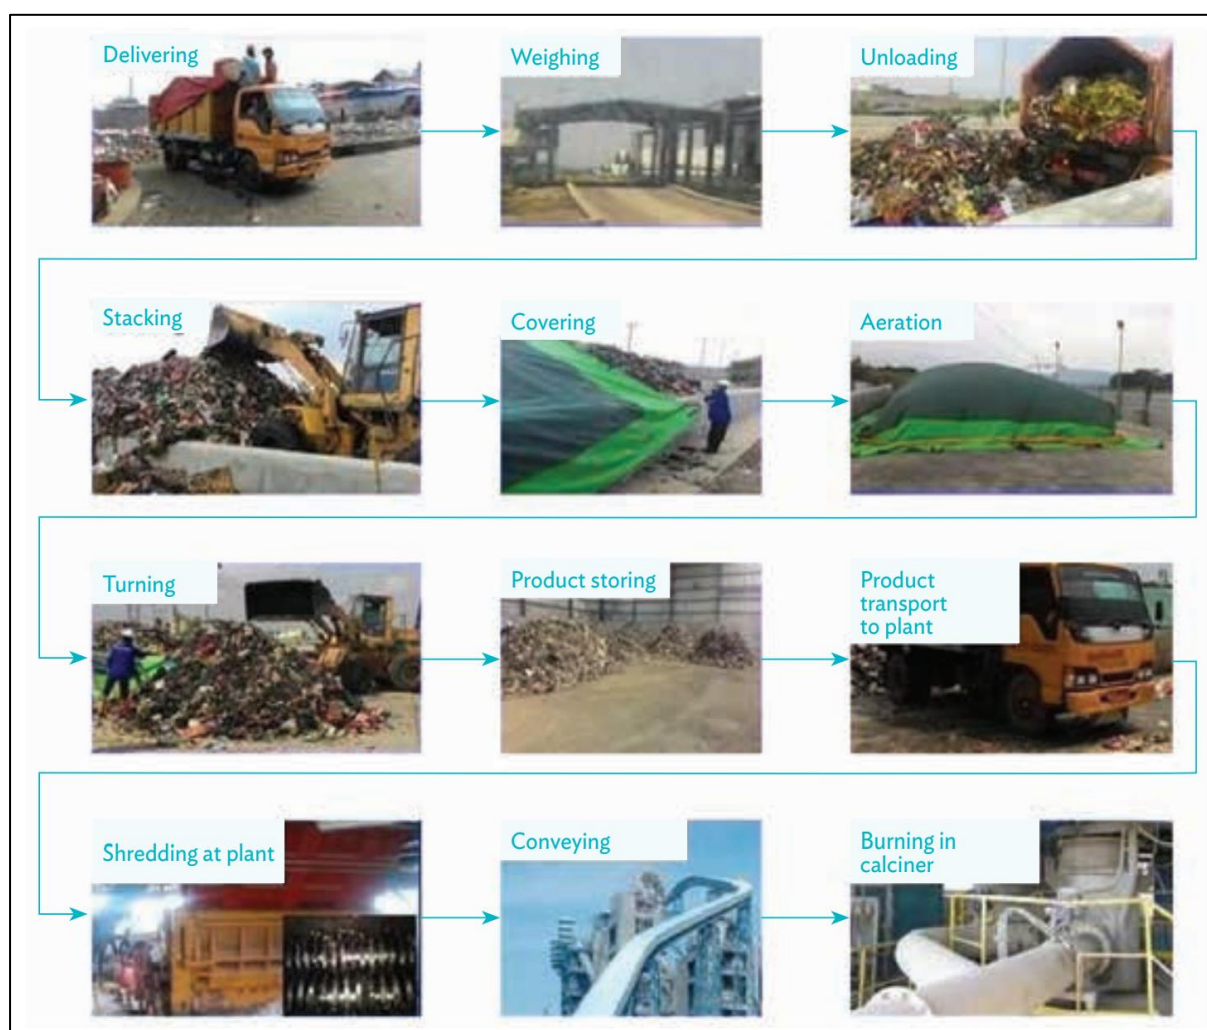 Delivering
Weighing
Unloading
Stacking
Covering
Aeration
Turning
Product storing
Product
transport
to plant
Shredding at plant
Conveying
Burning in
calciner